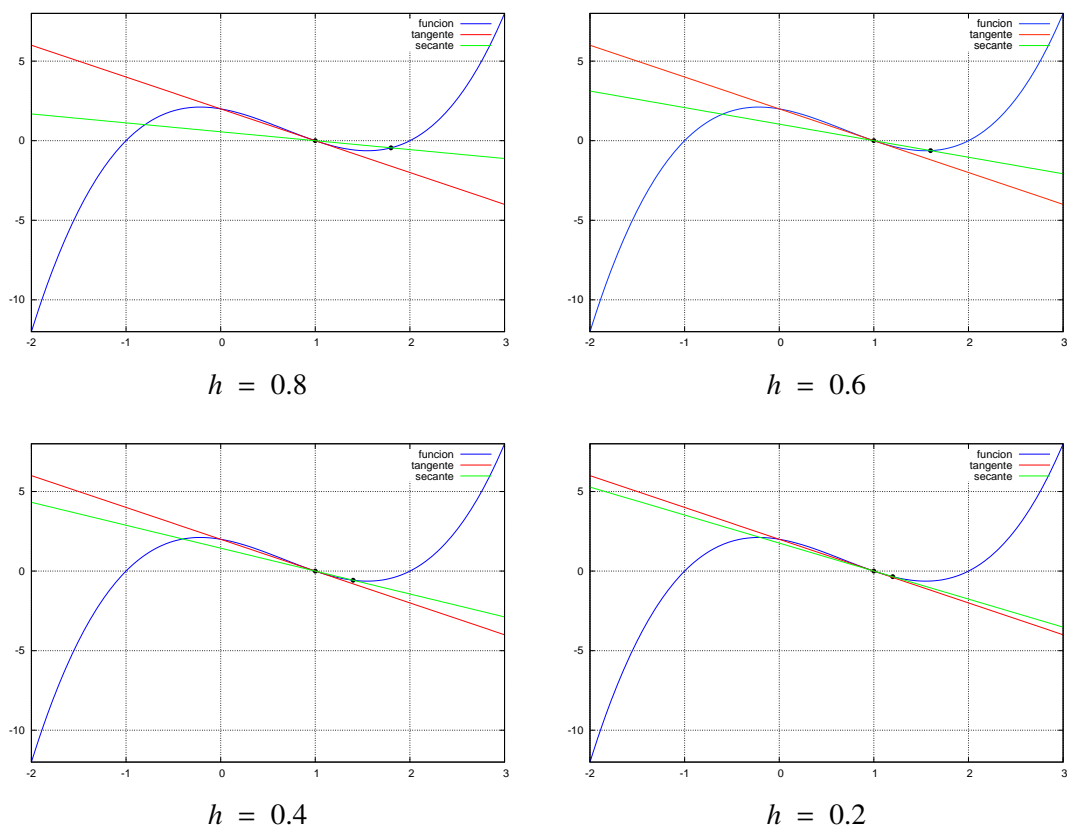 funcion
tangente
secante
5
0
-5
-10
-2 -1 0 1 2 3
h = 0.8
funcion
tangente
secante
5
0
-5
-10
-2 -1 0 1 2 3
h = 0.6
funcion
tangente
secante
5
0
-5
-10
-2 -1 0 1 2 3
h = 0.4
funcion
tangente
secante
5
0
-5
-10
-2 -1 0 1 2 3
h = 0.2